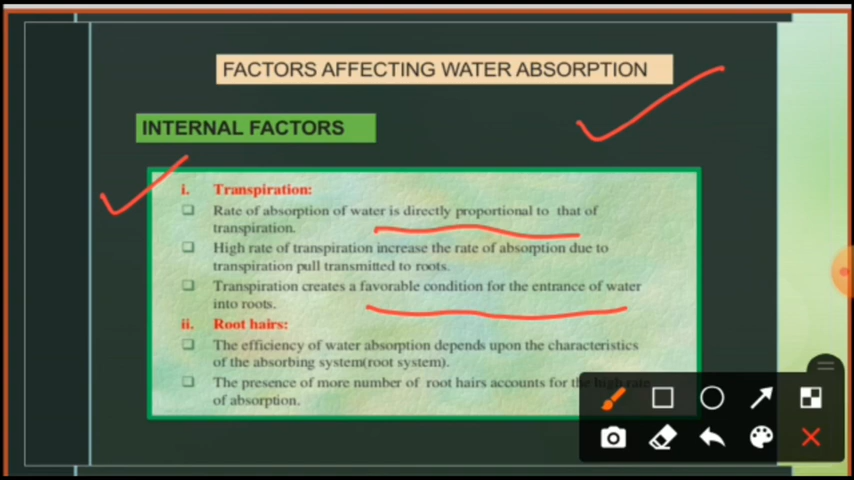 FACTORS AFFECTING WATER ABSORPTION
INTERNAL FACTORS
i. Transpiration:
Rate of absorption of water is directly proportional to that of
transpiration.
High rate of transpiration increase the rate of absorption due to
transpiration pull transmitted to roots.
Transpiration creates a favorable condition for the entrance of water
into roots.
ii. Root hairs:
The efficiency of water absorption depends upon the characteristics
of the absorbing system(root system).
The presence of more number of root hairs accounts for the high rate
of absorption.